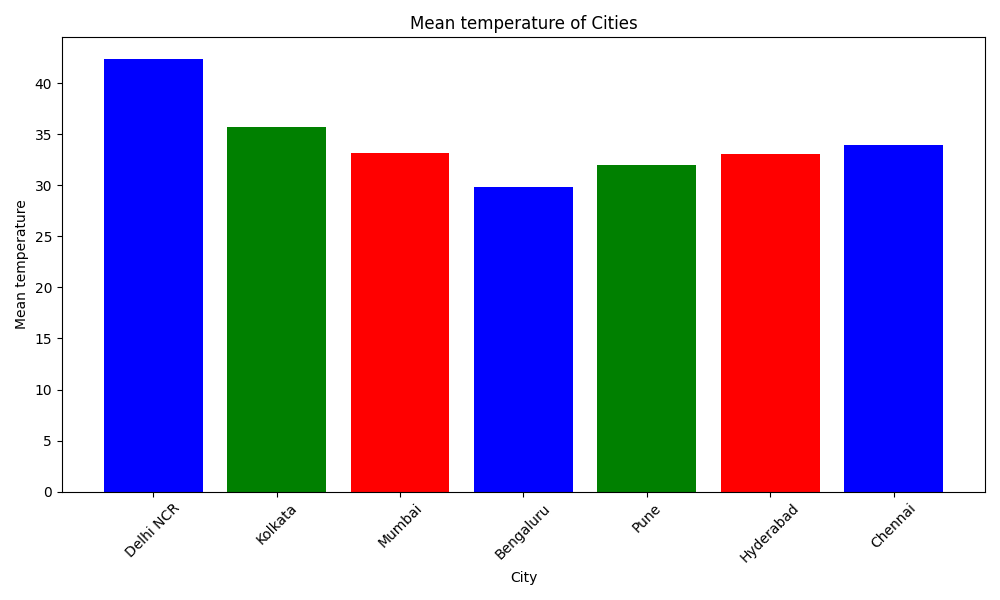 Mean temperature of Cities
Mean temperature
40
35
30
25
20
15
10
5
0
Delhi NCR
Kolkata
Mumbai
Bengaluru
Pune
Hyderabad
Chennai
City